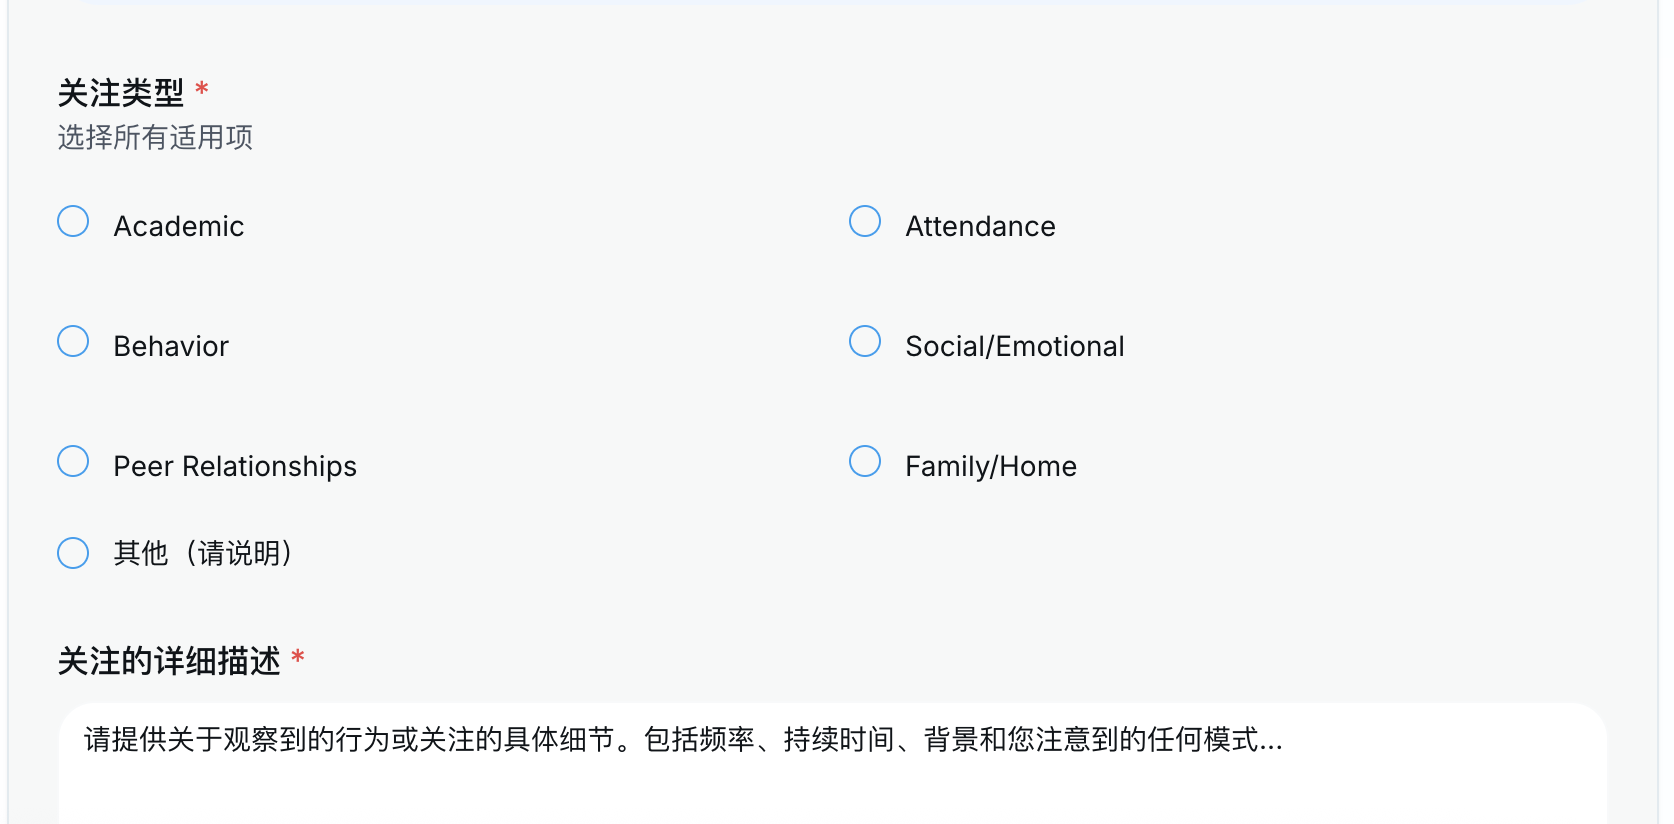 关注类型 *
选择所有适用项
Academic
Attendance
Behavior
Social/Emotional
Peer Relationships
Family/Home
其他（请说明）
关注的详细描述 *
请提供关于观察到的行为或关注的具体细节。包括频率、持续时间、背景和您注意到的任何模式...